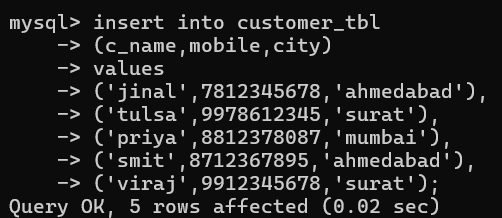 mysql> insert into customer_tbl
    -> (c_name,mobile,city)
    -> values
    -> ('jinal',7812345678,'ahmedabad'),
    -> ('tulsa',9978612345,'surat'),
    -> ('priya',8812378087,'mumbai'),
    -> ('smit',8712367895,'ahmedabad'),
    -> ('viraj',9912345678,'surat');
Query OK, 5 rows affected (0.02 sec)